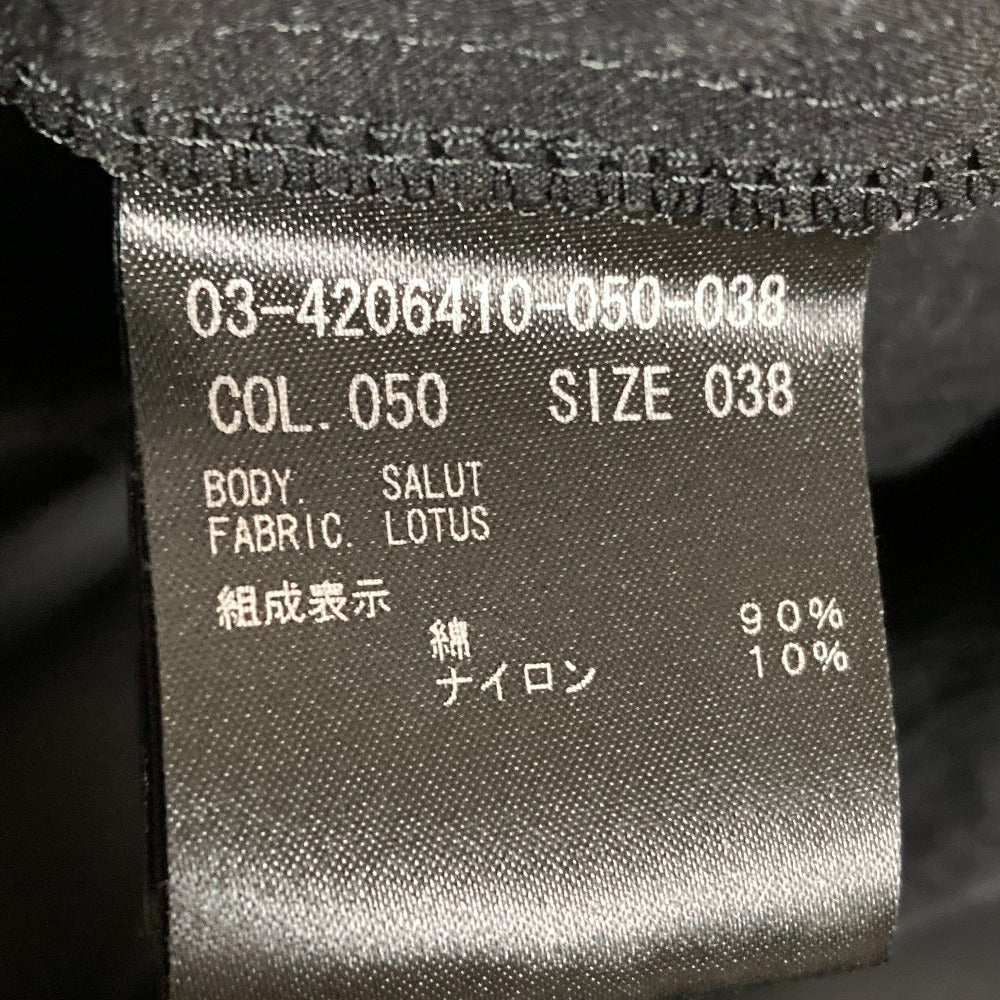 03-4206410-050-038
COL. 050 SIZE 038
BODY. SALUT
FABRIC. LOTUS
組成表示
綿 90%
ナイロン 10%